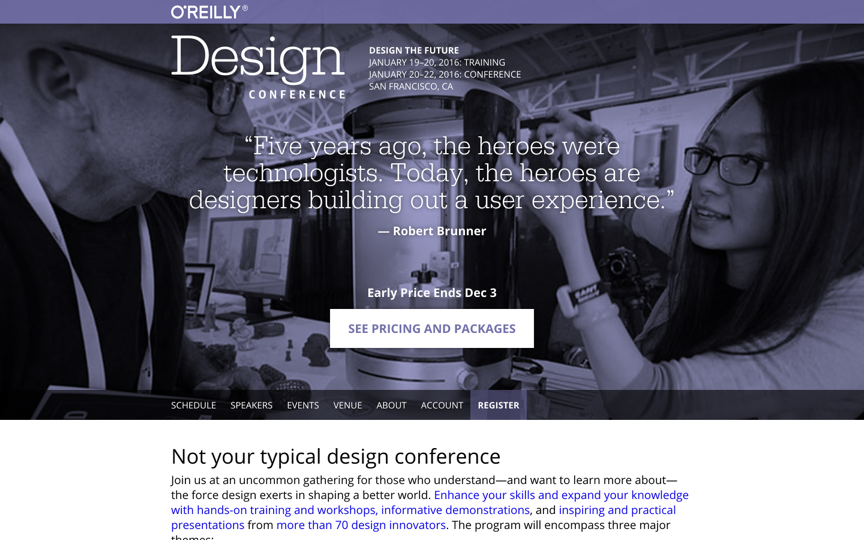 O'REILLY®
Design
CONFERENCE
DESIGN THE FUTURE
JANUARY 19–20, 2016: TRAINING
JANUARY 20–22, 2016: CONFERENCE
SAN FRANCISCO, CA
“Five years ago, the heroes were
technologists. Today, the heroes are
designers building out a user experience.”
— Robert Brunner
Early Price Ends Dec 3
SEE PRICING AND PACKAGES
SCHEDULE SPEAKERS EVENTS VENUE ABOUT ACCOUNT REGISTER
Not your typical design conference
Join us at an uncommon gathering for those who understand—and want to learn more about—
the force design exerts in shaping a better world. Enhance your skills and expand your knowledge
with hands-on training and workshops, informative demonstrations, and inspiring and practical
presentations from more than 70 design innovators. The program will encompass three major
themes: